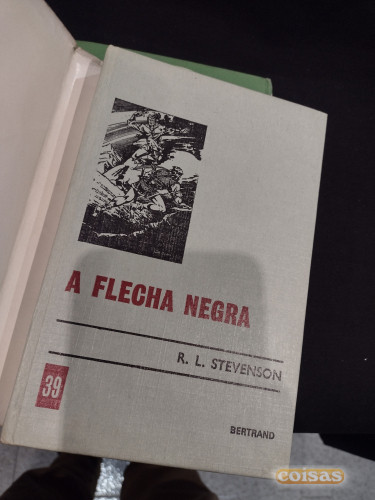 A FLECHA NEGRA
R. L. STEVENSON
39
BERTRAND
coisas